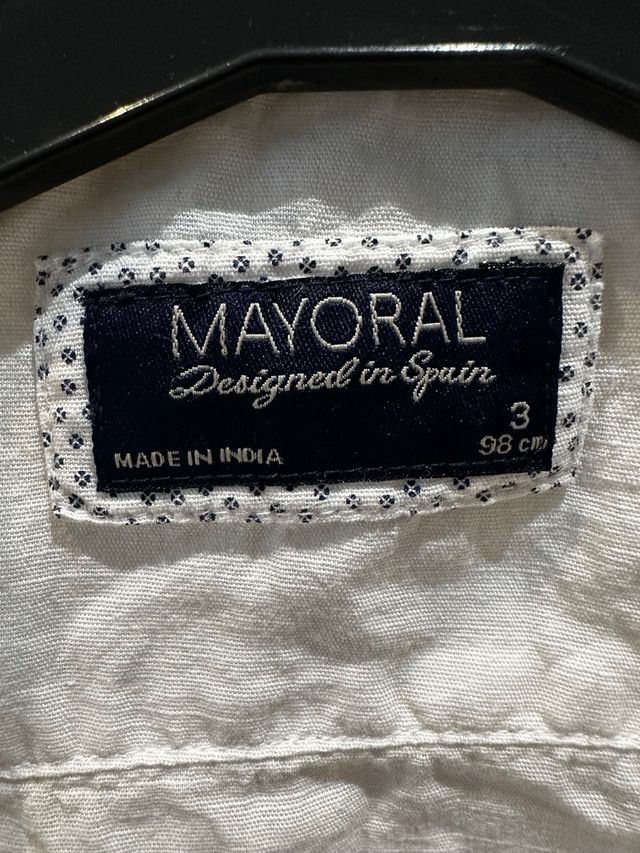 MAYORAL
Designed in Spain
3
MADE IN INDIA 98 cm